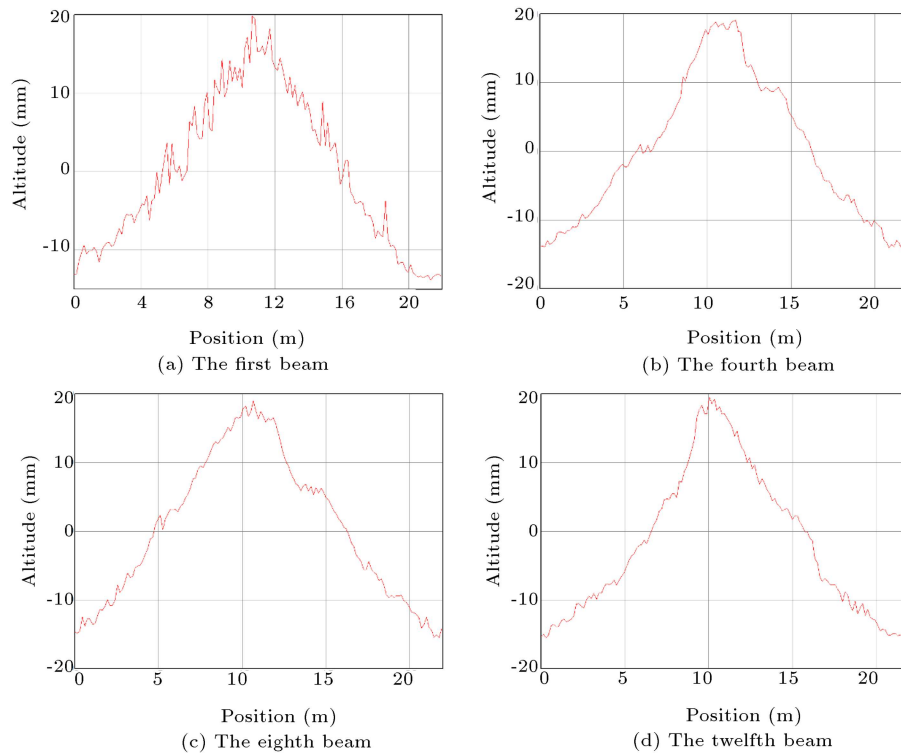 20
10
0
-10
Altitude (mm)
0 4 8 12 16 20
Position (m)
(a) The first beam
20
10
0
-10
-20
Altitude (mm)
0 5 10 15 20
Position (m)
(b) The fourth beam
20
10
0
-10
-20
Altitude (mm)
0 5 10 15 20
Position (m)
(c) The eighth beam
20
10
0
-10
-20
Altitude (mm)
0 5 10 15 20
Position (m)
(d) The twelfth beam